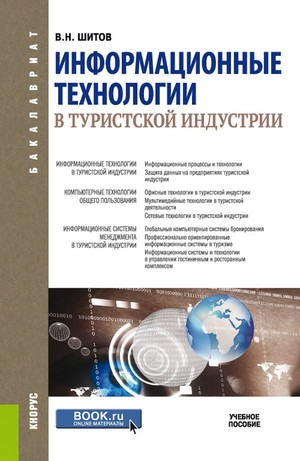 БАКАЛАВРИАТ
В.Н. ШИТОВ
ИНФОРМАЦИОННЫЕ
ТЕХНОЛОГИИ
В ТУРИСТСКОЙ ИНДУСТРИИ
ИНФОРМАЦИОННЫЕ ТЕХНОЛОГИИ
В ТУРИСТСКОЙ ИНДУСТРИИ
Информационные процессы и технологии
Защита данных на предприятиях туристской
индустрии
КОМПЬЮТЕРНЫЕ ТЕХНОЛОГИИ
ОБЩЕГО ПОЛЬЗОВАНИЯ
Офисные технологии в туристской индустрии
Мультимедийные технологии в туристской
деятельности
Сетевые технологии в туристской индустрии
ИНФОРМАЦИОННЫЕ СИСТЕМЫ
МЕНЕДЖМЕНТА
В ТУРИСТСКОЙ ИНДУСТРИИ
Глобальные компьютерные системы бронирования
Профессионально ориентированные
информационные системы в туризме
Информационные системы и технологии
в управлении гостиничным и ресторанным
комплексом
КНОРУС
BOOK.ru
ONLINE МАТЕРИАЛЫ
УЧЕБНОЕ
ПОСОБИЕ